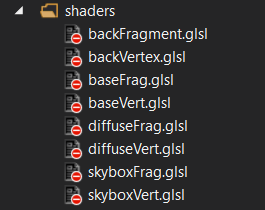 shaders
backFragment.glsl
backVertex.glsl
baseFrag.glsl
baseVert.glsl
diffuseFrag.glsl
diffuseVert.glsl
skyboxFrag.glsl
skyboxVert.glsl